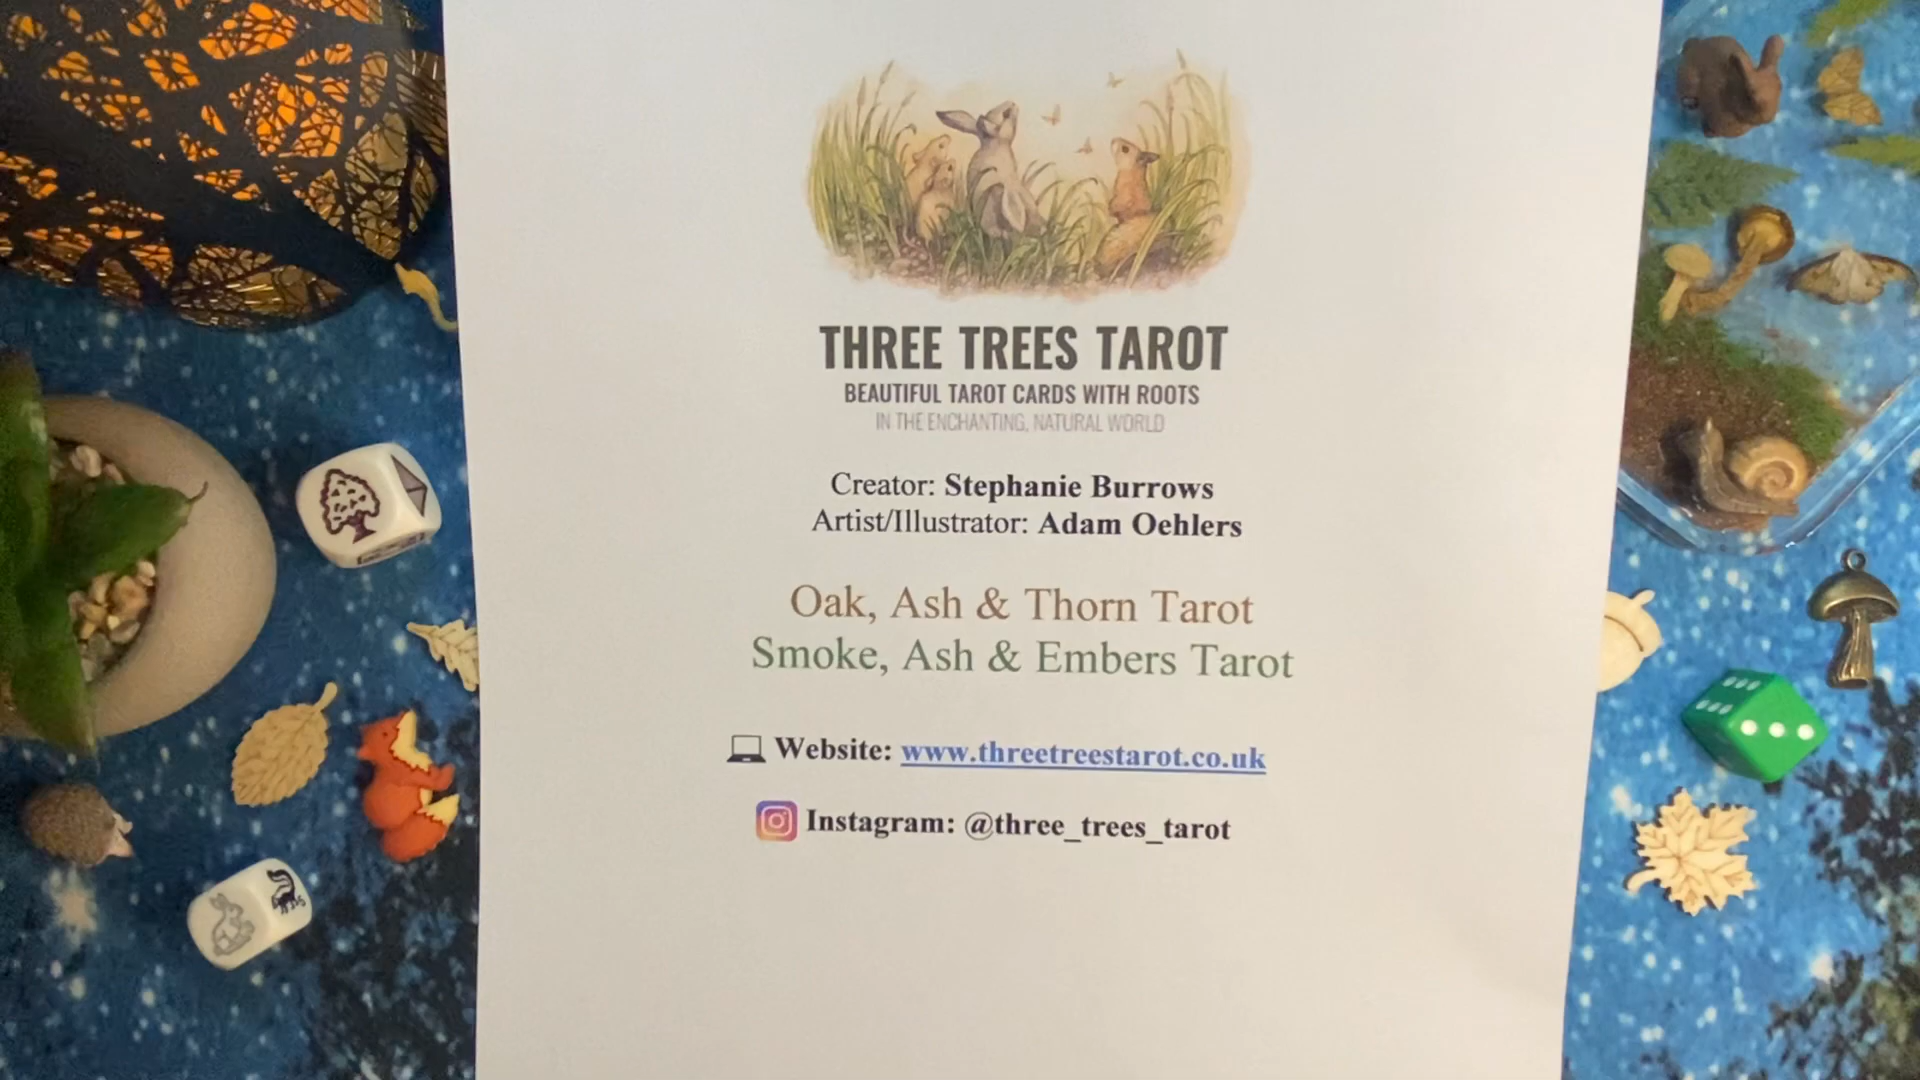 THREE TREES TAROT
BEAUTIFUL TAROT CARDS WITH ROOTS
IN THE ENCHANTING, NATURAL WORLD
Creator: Stephanie Burrows
Artist/Illustrator: Adam Oehlers
Oak, Ash & Thorn Tarot
Smoke, Ash & Embers Tarot
Website: www.threetreestarot.co.uk
Instagram: @three_trees_tarot